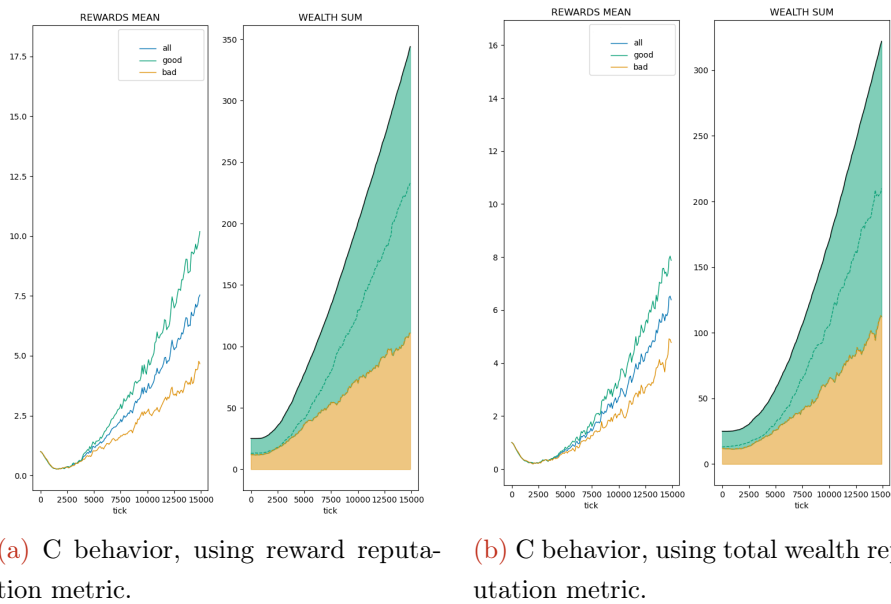 REWARDS MEAN
all
good
bad
17.5
15.0
12.5
10.0
7.5
5.0
2.5
0.0
0 2500 5000 7500 10000 12500 15000
tick
WEALTH SUM
350
300
250
200
150
100
50
0
0 2500 5000 7500 10000 12500 15000
tick
REWARDS MEAN
all
good
bad
16
14
12
10
8
6
4
2
0
0 2500 5000 7500 10000 12500 15000
tick
WEALTH SUM
300
250
200
150
100
50
0
0 2500 5000 7500 10000 12500 15000
tick
(a) C behavior, using reward reputa-
tion metric.
(b) C behavior, using total wealth rep
utation metric.